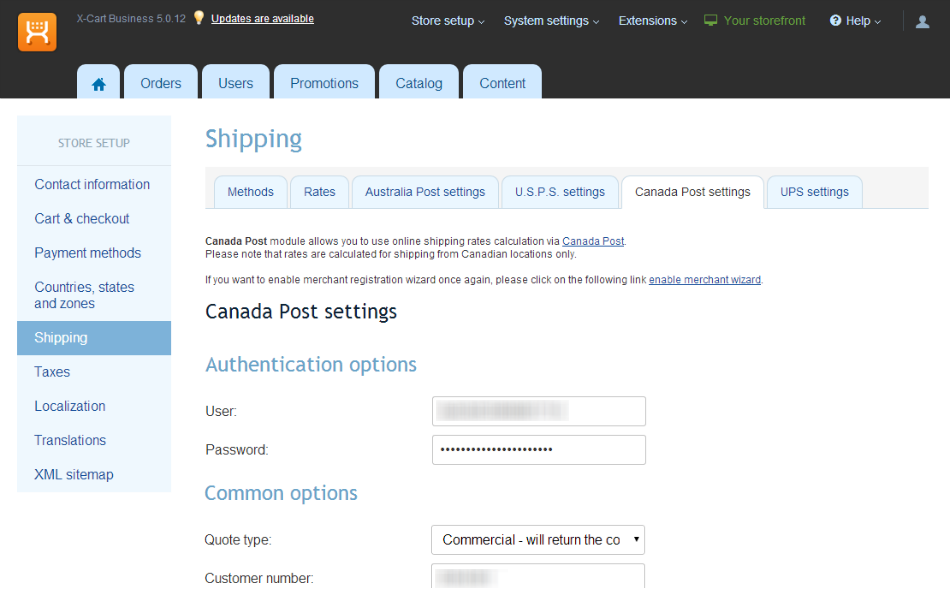 X-Cart Business 5.0.12 Updates are available
Store setup System settings Extensions Your storefront Help
Orders Users Promotions Catalog Content
STORE SETUP
Contact information
Cart & checkout
Payment methods
Countries, states
and zones
Shipping
Taxes
Localization
Translations
XML sitemap
Shipping
Methods Rates Australia Post settings U.S.P.S. settings Canada Post settings UPS settings
Canada Post module allows you to use online shipping rates calculation via Canada Post.
Please note that rates are calculated for shipping from Canadian locations only.
If you want to enable merchant registration wizard once again, please click on the following link enable merchant wizard.
Canada Post settings
Authentication options
User:
Password: ••••••••••••••••••••••
Common options
Quote type: Commercial - will return the co
Customer number: